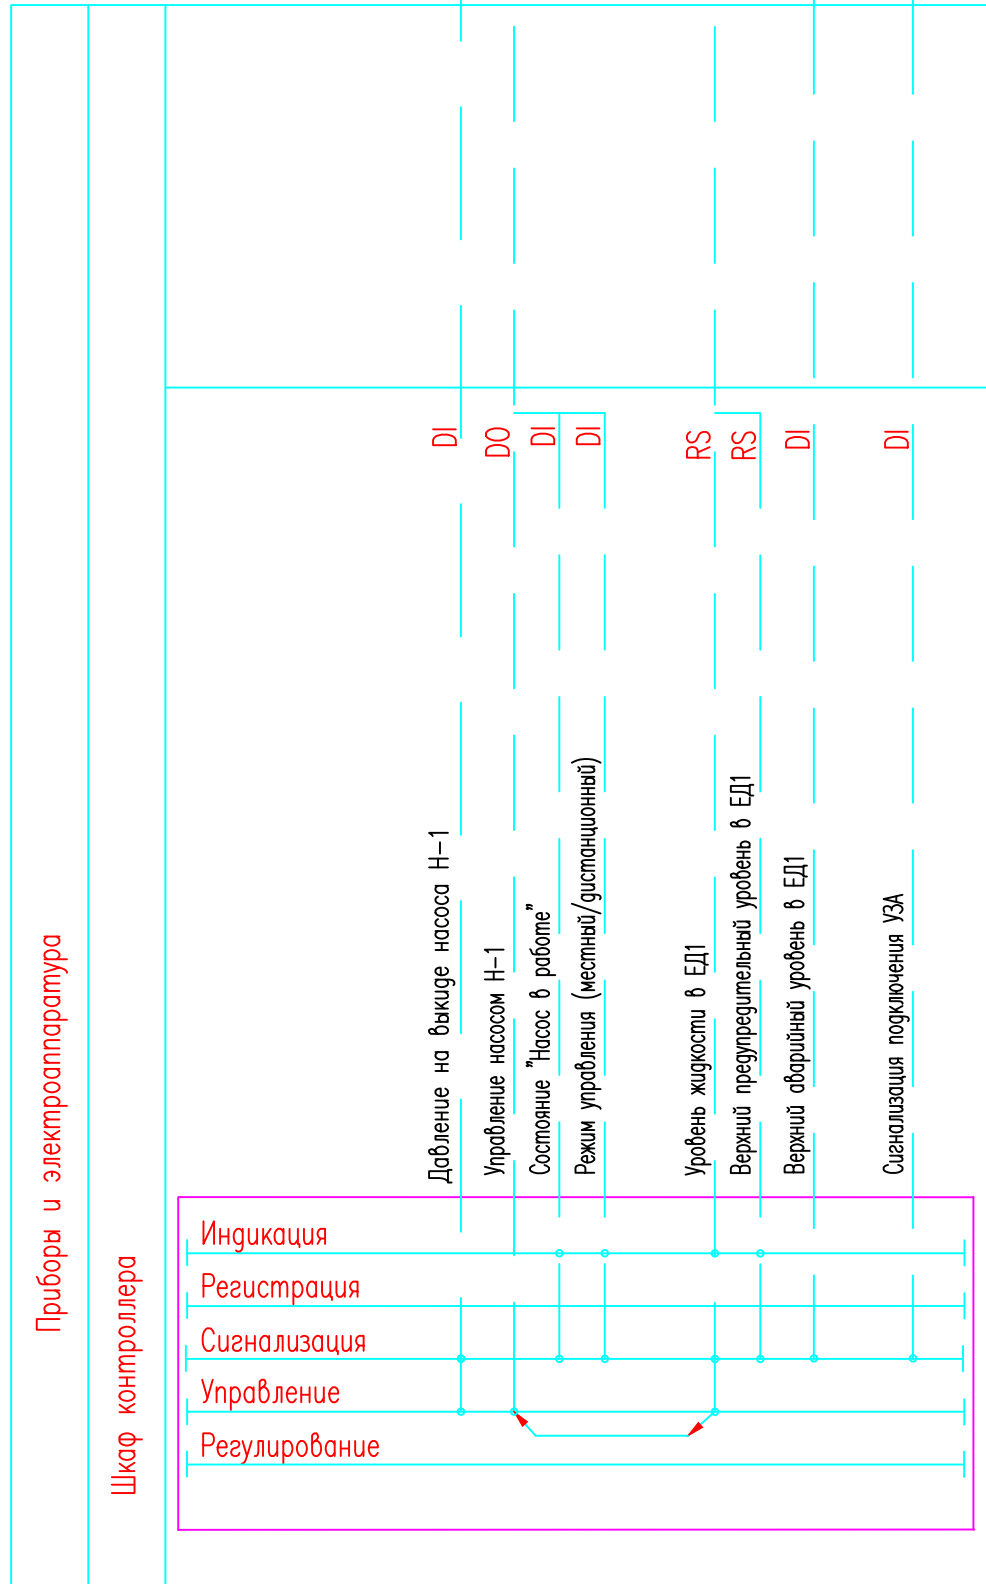 Приборы и электроаппаратура
Шкаф контроллера
DI
DO
DI
DI
RS
RS
DI
DI
Давление на выкиде насоса Н-1
Управление насосом Н-1
Состояние "Насос в работе"
Режим управления (местный/дистанционный)
Уровень жидкости в ЕД1
Верхний предупредительный уровень в ЕД1
Верхний аварийный уровень в ЕД1
Сигнализация подключения УЗА
Индикация
Регистрация
Сигнализация
Управление
Регулирование